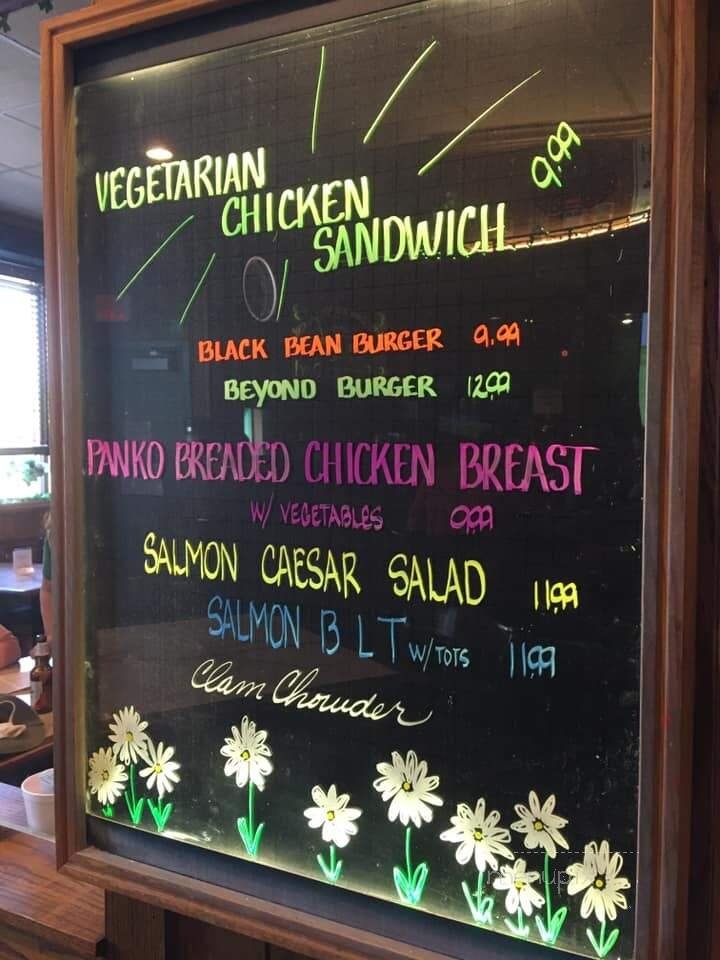 VEGETARIAN
CHICKEN
SANDWICH 9.99
BLACK BEAN BURGER 9.99
BEYOND BURGER 12.99
PANKO BREADED CHICKEN BREAST
W/ VEGETABLES 9.99
SALMON CAESAR SALAD 11.99
SALMON B L T W/TOTS 11.99
Clam Chowder